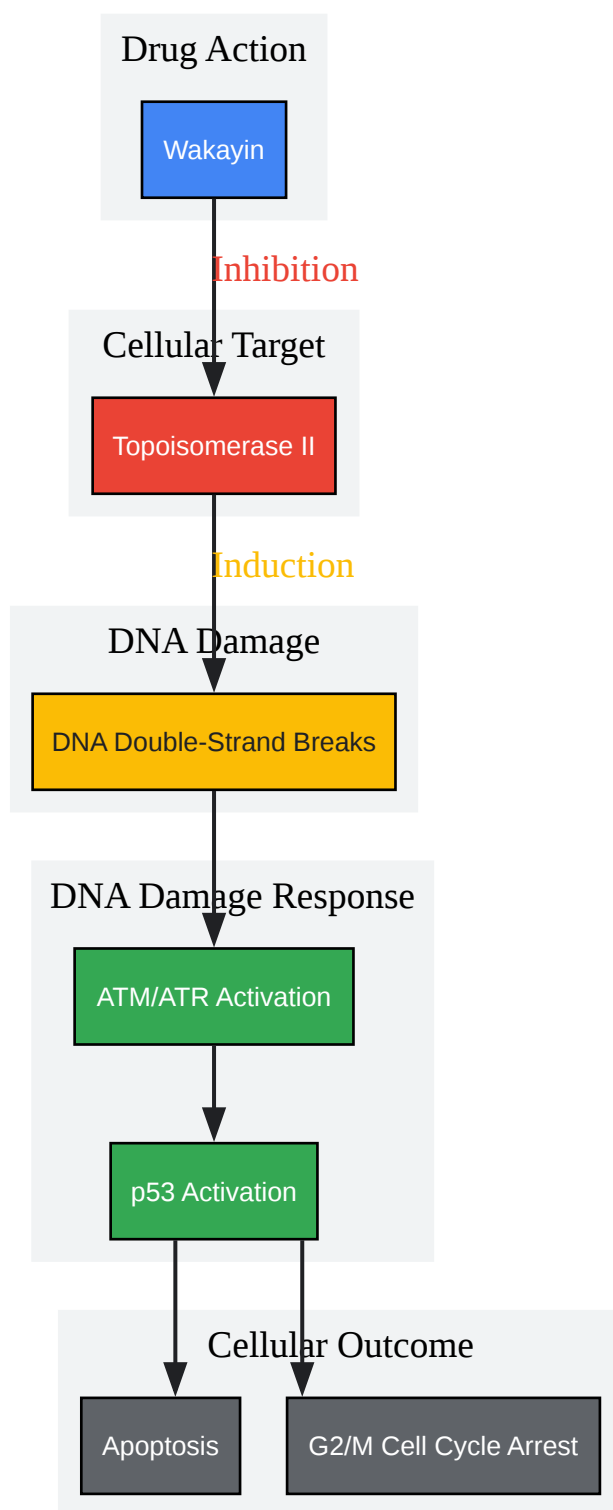 Drug Action
Wakayin
Inhibition
Cellular Target
Topoisomerase II
Induction
DNA Damage
DNA Double-Strand Breaks
DNA Damage Response
ATM/ATR Activation
p53 Activation
Cellular Outcome
Apoptosis
G2/M Cell Cycle Arrest